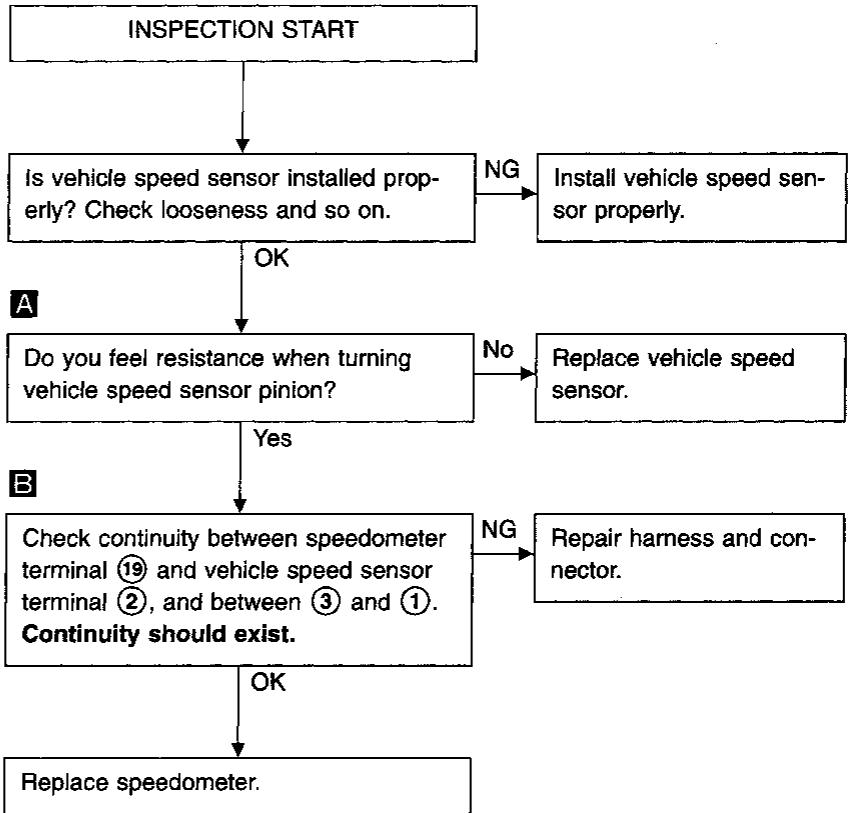 INSPECTION START
Is vehicle speed sensor installed prop-
erly? Check looseness and so on.
NG
Install vehicle speed sen-
sor properly.
OK
A
Do you feel resistance when turning
vehicle speed sensor pinion?
No
Replace vehicle speed
sensor.
Yes
B
Check continuity between speedometer
terminal ⑲ and vehicle speed sensor
terminal ②, and between ③ and ①.
Continuity should exist.
NG
Repair harness and con-
nector.
OK
Replace speedometer.